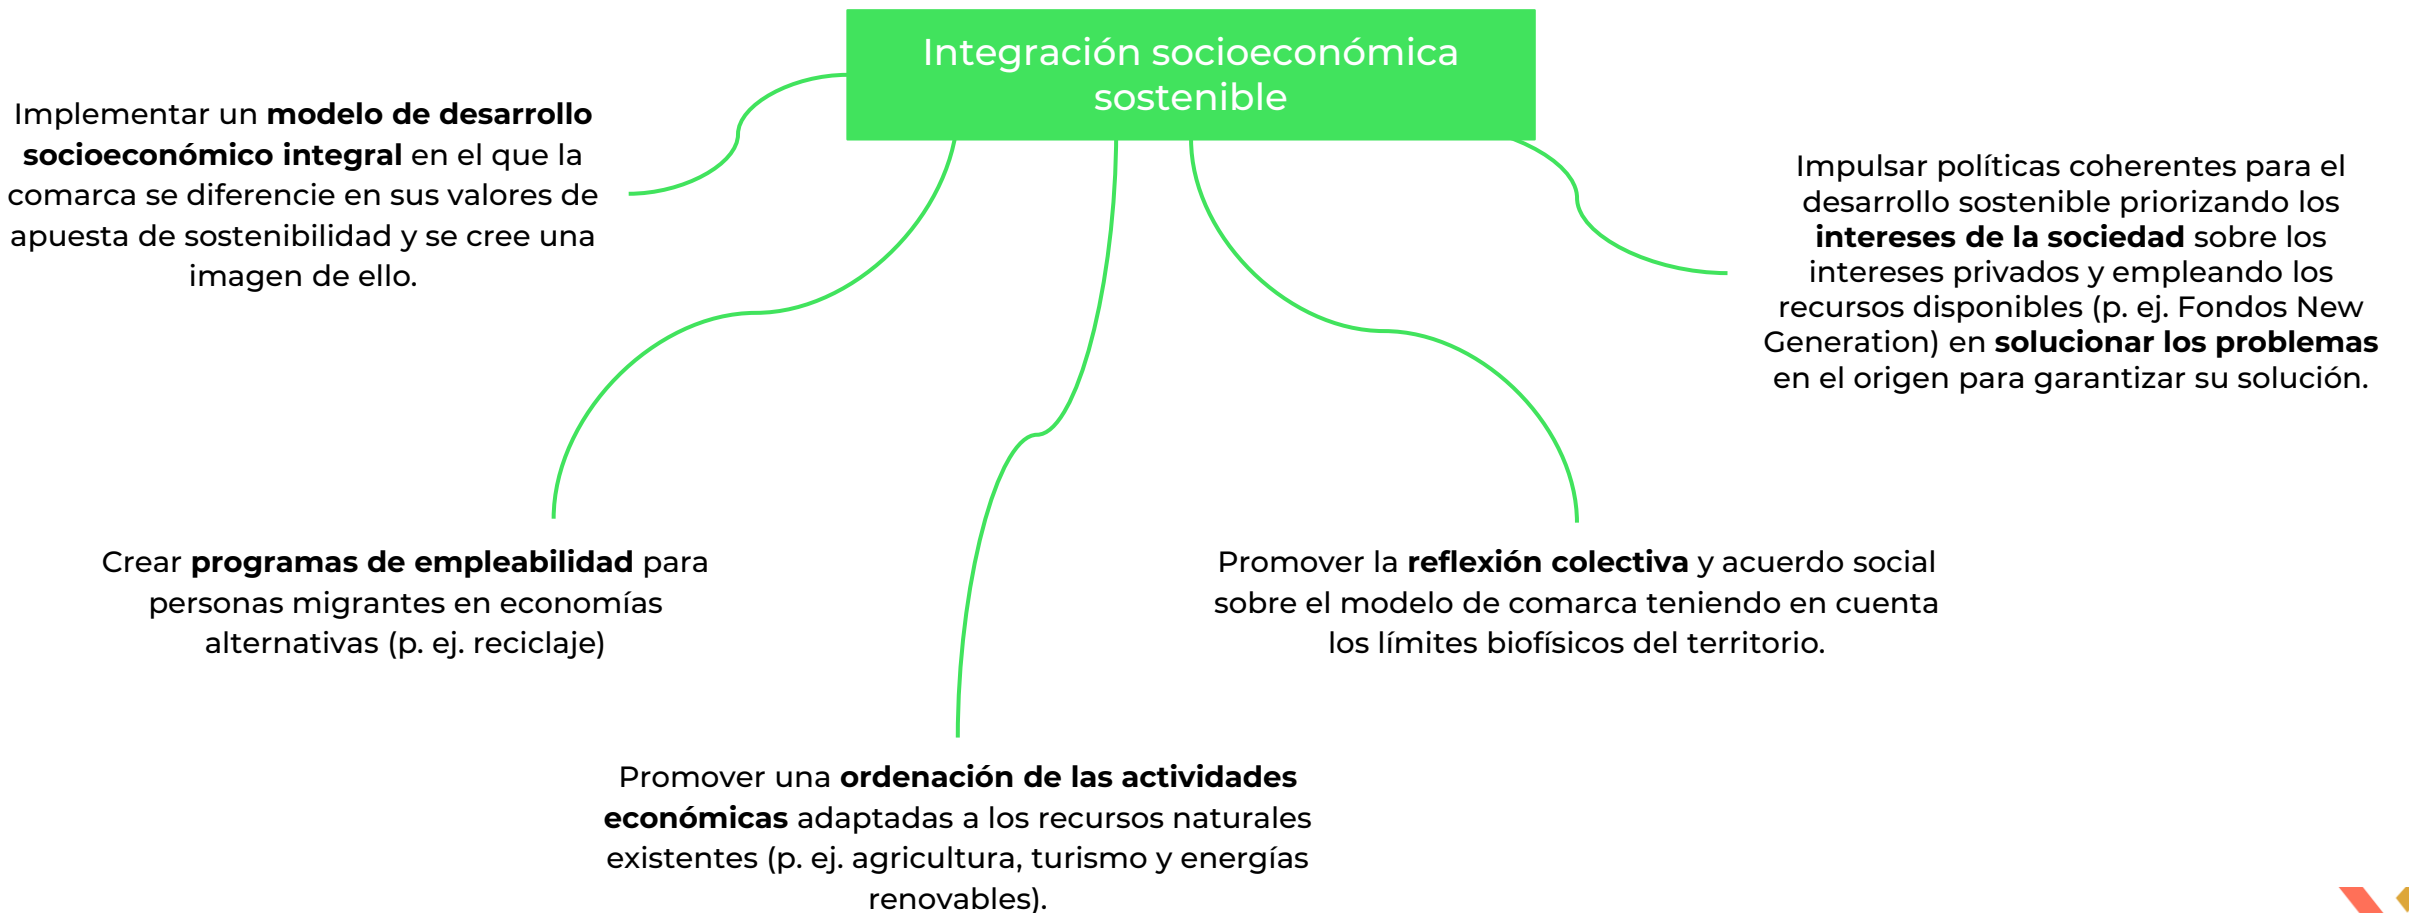 Integración socioeconómica
sostenible
Implementar un modelo de desarrollo
socioeconómico integral en el que la
comarca se diferencie en sus valores de
apuesta de sostenibilidad y se cree una
imagen de ello.
Impulsar políticas coherentes para el
desarrollo sostenible priorizando los
intereses de la sociedad sobre los
intereses privados y empleando los
recursos disponibles (p. ej. Fondos New
Generation) en solucionar los problemas
en el origen para garantizar su solución.
Crear programas de empleabilidad para
personas migrantes en economías
alternativas (p. ej. reciclaje)
Promover la reflexión colectiva y acuerdo social
sobre el modelo de comarca teniendo en cuenta
los límites biofísicos del territorio.
Promover una ordenación de las actividades
económicas adaptadas a los recursos naturales
existentes (p. ej. agricultura, turismo y energías
renovables).